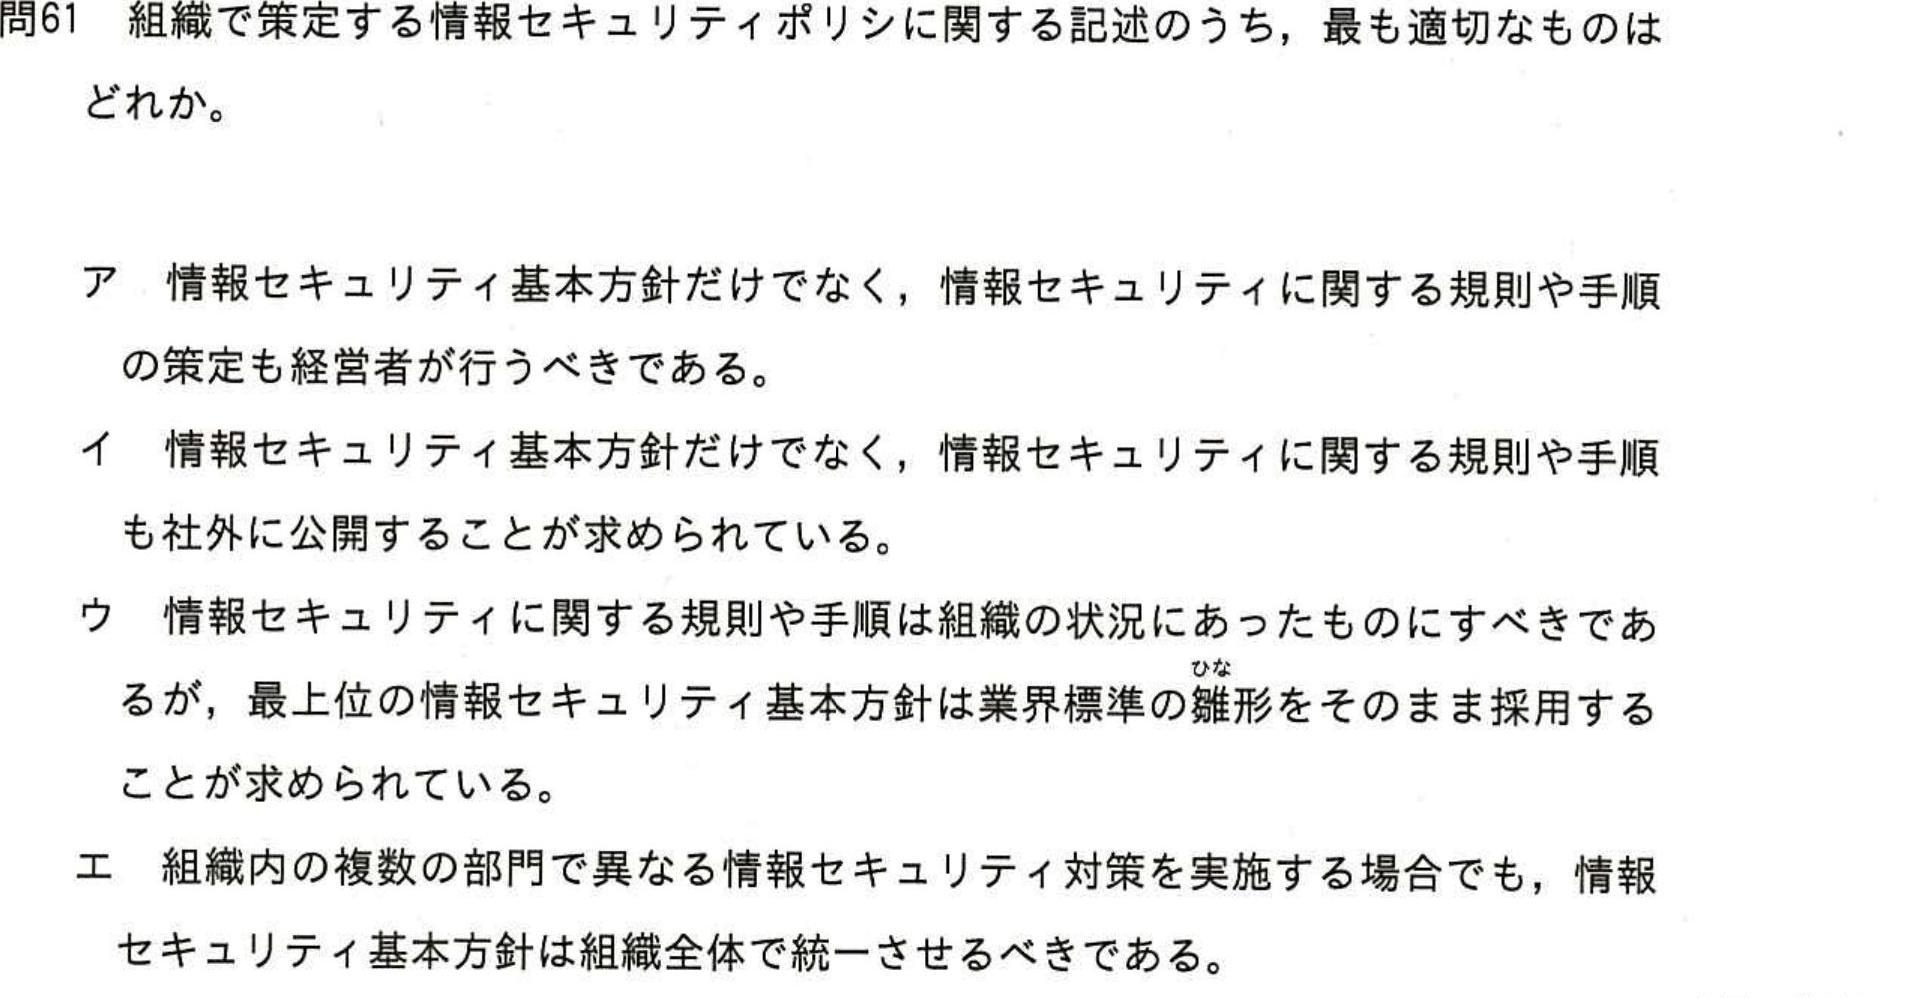 問61　組織で策定する情報セキュリティポリシに関する記述のうち，最も適切なものは
どれか。
ア　情報セキュリティ基本方針だけでなく，情報セキュリティに関する規則や手順
の策定も経営者が行うべきである。
イ　情報セキュリティ基本方針だけでなく，情報セキュリティに関する規則や手順
も社外に公開することが求められている。
ウ　情報セキュリティに関する規則や手順は組織の状況にあったものにすべきであ
ひな
るが，最上位の情報セキュリティ基本方針は業界標準の雛形をそのまま採用する
ことが求められている。
エ　組織内の複数の部門で異なる情報セキュリティ対策を実施する場合でも，情報
セキュリティ基本方針は組織全体で統一させるべきである。